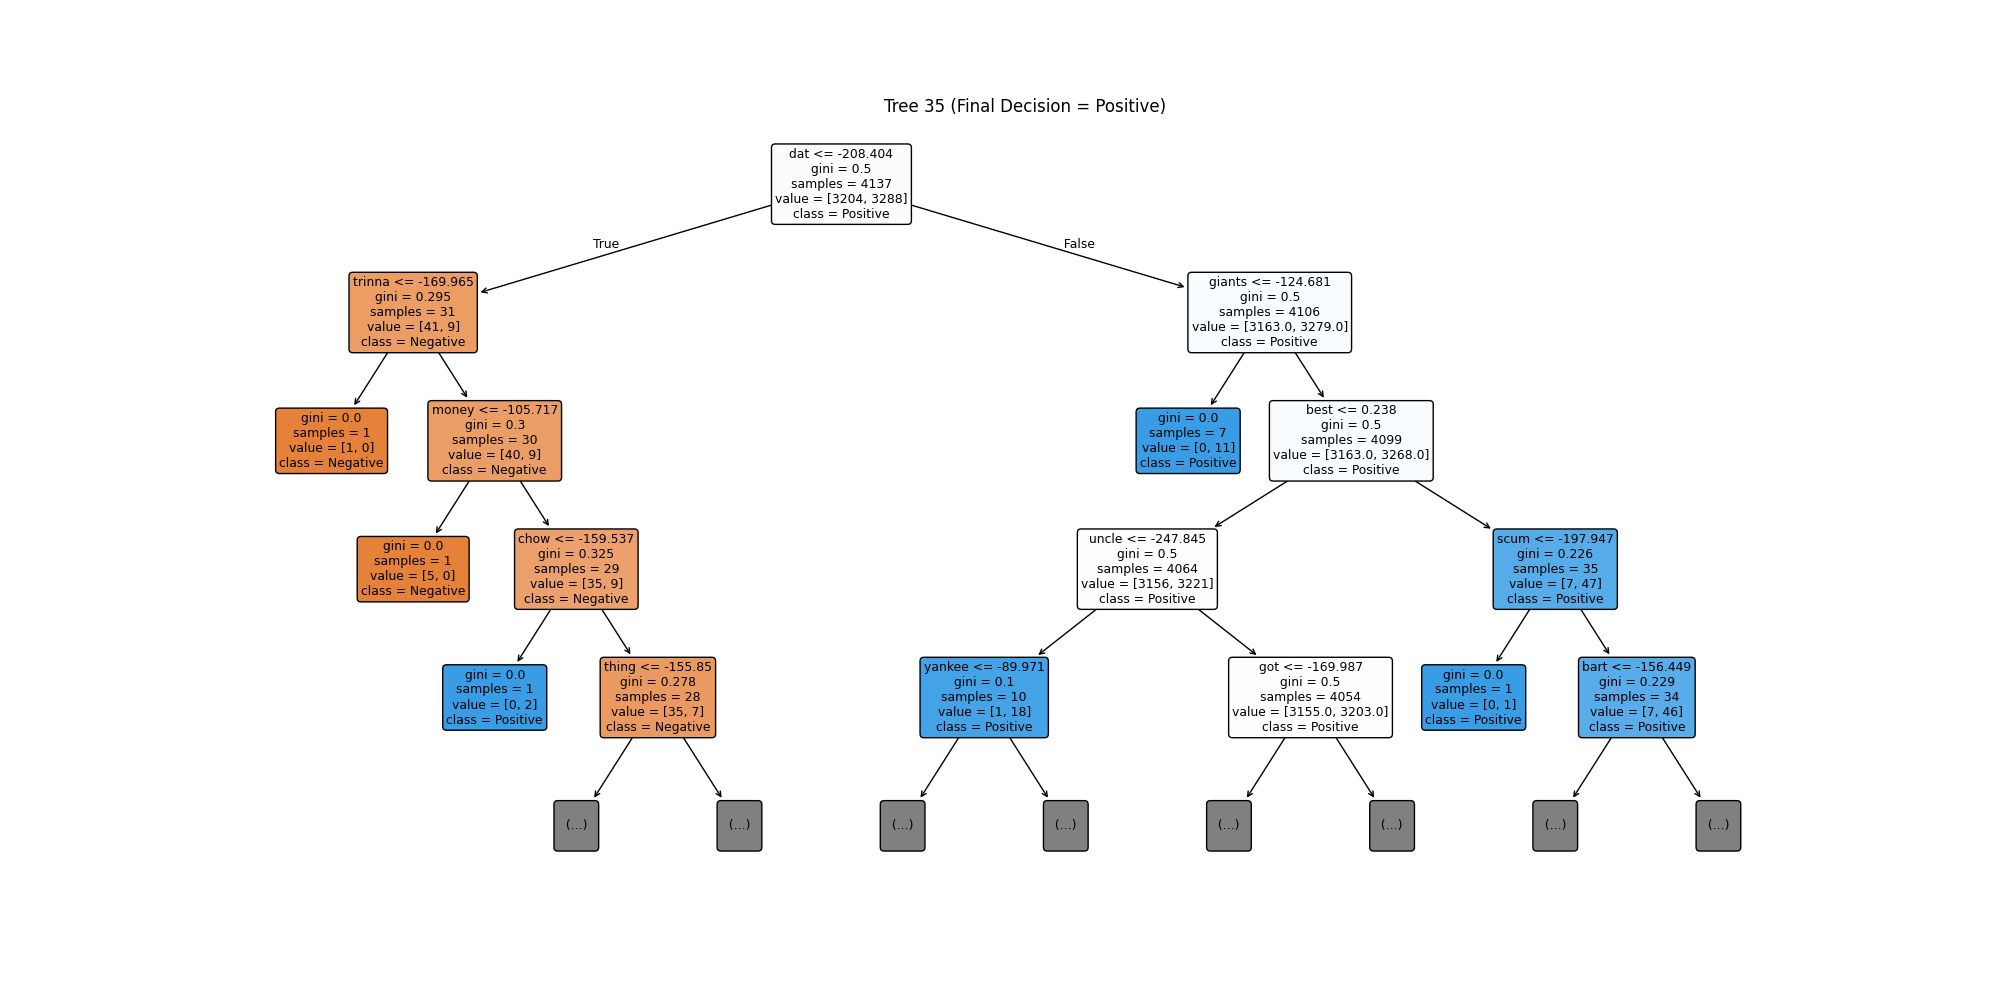 Tree 35 (Final Decision = Positive)
dat <= -208.404
gini = 0.5
samples = 4137
value = [3204, 3288]
class = Positive
True
False
trinna <= -169.965
gini = 0.295
samples = 31
value = [41, 9]
class = Negative
giants <= -124.681
gini = 0.5
samples = 4106
value = [3163.0, 3279.0]
class = Positive
gini = 0.0
samples = 1
value = [1, 0]
class = Negative
money <= -105.717
gini = 0.3
samples = 30
value = [40, 9]
class = Negative
gini = 0.0
samples = 7
value = [0, 11]
class = Positive
best <= 0.238
gini = 0.5
samples = 4099
value = [3163.0, 3268.0]
class = Positive
gini = 0.0
samples = 1
value = [5, 0]
class = Negative
chow <= -159.537
gini = 0.325
samples = 29
value = [35, 9]
class = Negative
uncle <= -247.845
gini = 0.5
samples = 4064
value = [3156, 3221]
class = Positive
scum <= -197.947
gini = 0.226
samples = 35
value = [7, 47]
class = Positive
gini = 0.0
samples = 1
value = [0, 2]
class = Positive
thing <= -155.85
gini = 0.278
samples = 28
value = [35, 7]
class = Negative
yankee <= -89.971
gini = 0.1
samples = 10
value = [1, 18]
class = Positive
got <= -169.987
gini = 0.5
samples = 4054
value = [3155.0, 3203.0]
class = Positive
gini = 0.0
samples = 1
value = [0, 1]
class = Positive
bart <= -156.449
gini = 0.229
samples = 34
value = [7, 46]
class = Positive
(...)
(...)
(...)
(...)
(...)
(...)
(...)
(...)